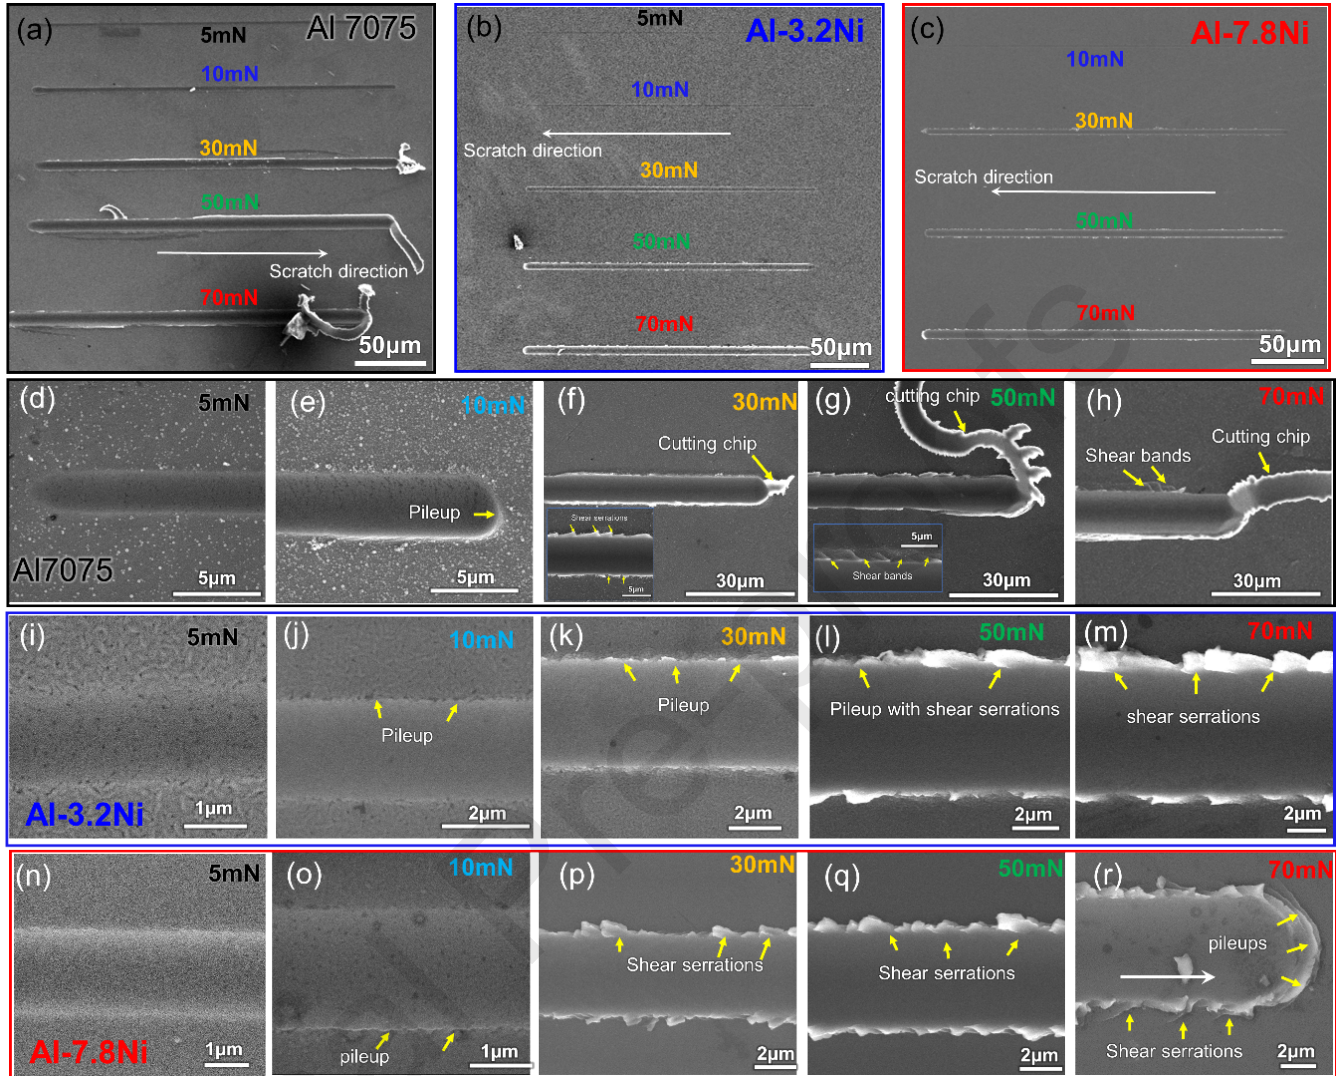 (a)
Al 7075
5mN
10mN
30mN
50mN
Scratch direction
70mN
50µm
(b)
5mN
Al-3.2Ni
10mN
Scratch direction
30mN
50mN
70mN
50µm
(c)
Al-7.8Ni
10mN
30mN
Scratch direction
50mN
70mN
50µm
(d)
5mN
Al7075
5µm
(e)
10mN
Pileup
5µm
(f)
30mN
Cutting chip
Shear serrations
5µm
30µm
(g)
cutting chip
50mN
5µm
Shear bands
30µm
(h)
70mN
Cutting chip
Shear bands
30µm
(i)
5mN
Al-3.2Ni
1µm
(j)
10mN
Pileup
2µm
(k)
30mN
Pileup
2µm
(l)
50mN
Pileup with shear serrations
2µm
(m)
70mN
shear serrations
2µm
(n)
5mN
Al-7.8Ni
1µm
(o)
10mN
pileup
1µm
(p)
30mN
Shear serrations
2µm
(q)
50mN
Shear serrations
2µm
(r)
70mN
pileups
Shear serrations
2µm